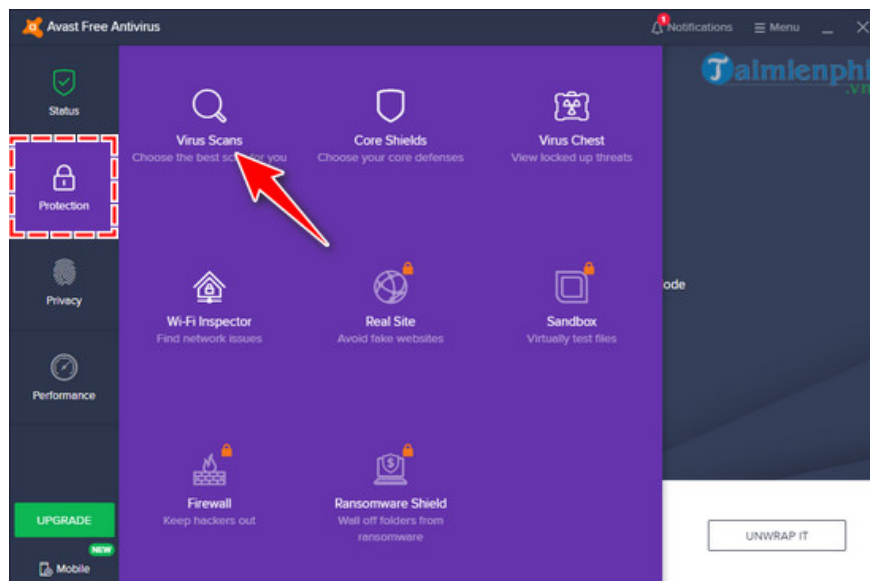 Avast Free Antivirus
Notifications
Menu
Taimienphi
.vn
Status
Virus Scans
Choose the best scan for you
Core Shields
Choose your core defenses
Virus Chest
View locked up threats
Protection
Privacy
Wi-Fi Inspector
Find network issues
Real Site
Avoid fake websites
Sandbox
Virtually test files
ode
Performance
Firewall
Keep hackers out
Ransomware Shield
Wall off folders from
ransomware
UPGRADE
UNWRAP IT
NEW
Mobile